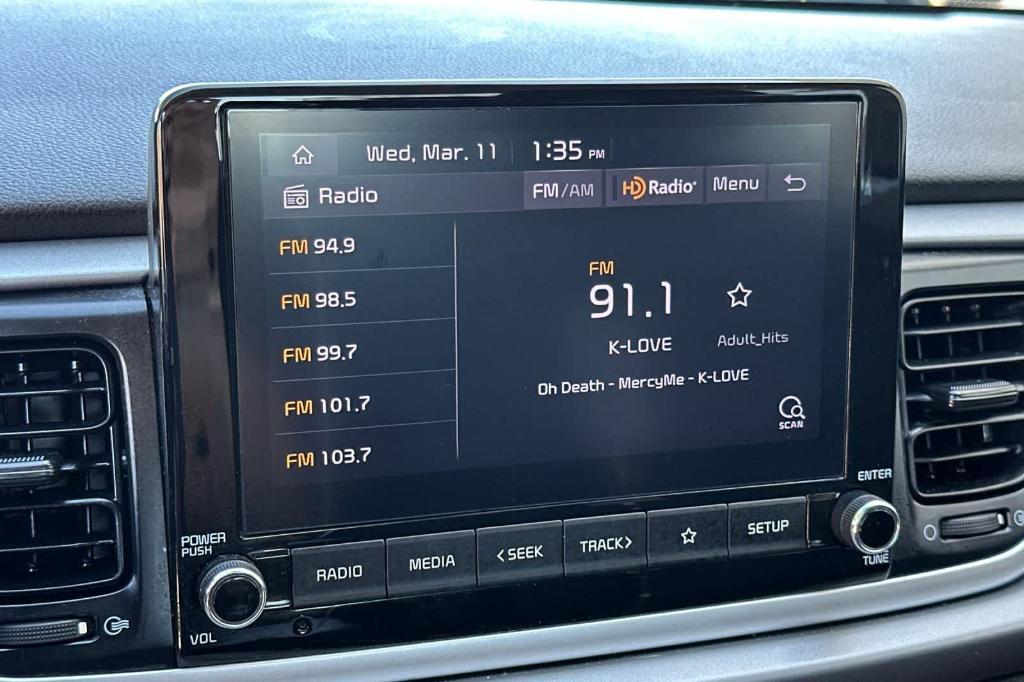 Wed, Mar. 11 1:35 PM
Radio FM/AM HD Radio® Menu
FM 94.9
FM 98.5
FM 99.7
FM 101.7
FM 103.7
FM
91.1
K-LOVE Adult_Hits
Oh Death - MercyMe - K-LOVE
SCAN
POWER
PUSH
VOL
RADIO MEDIA <SEEK TRACK> SETUP
ENTER
TUNE